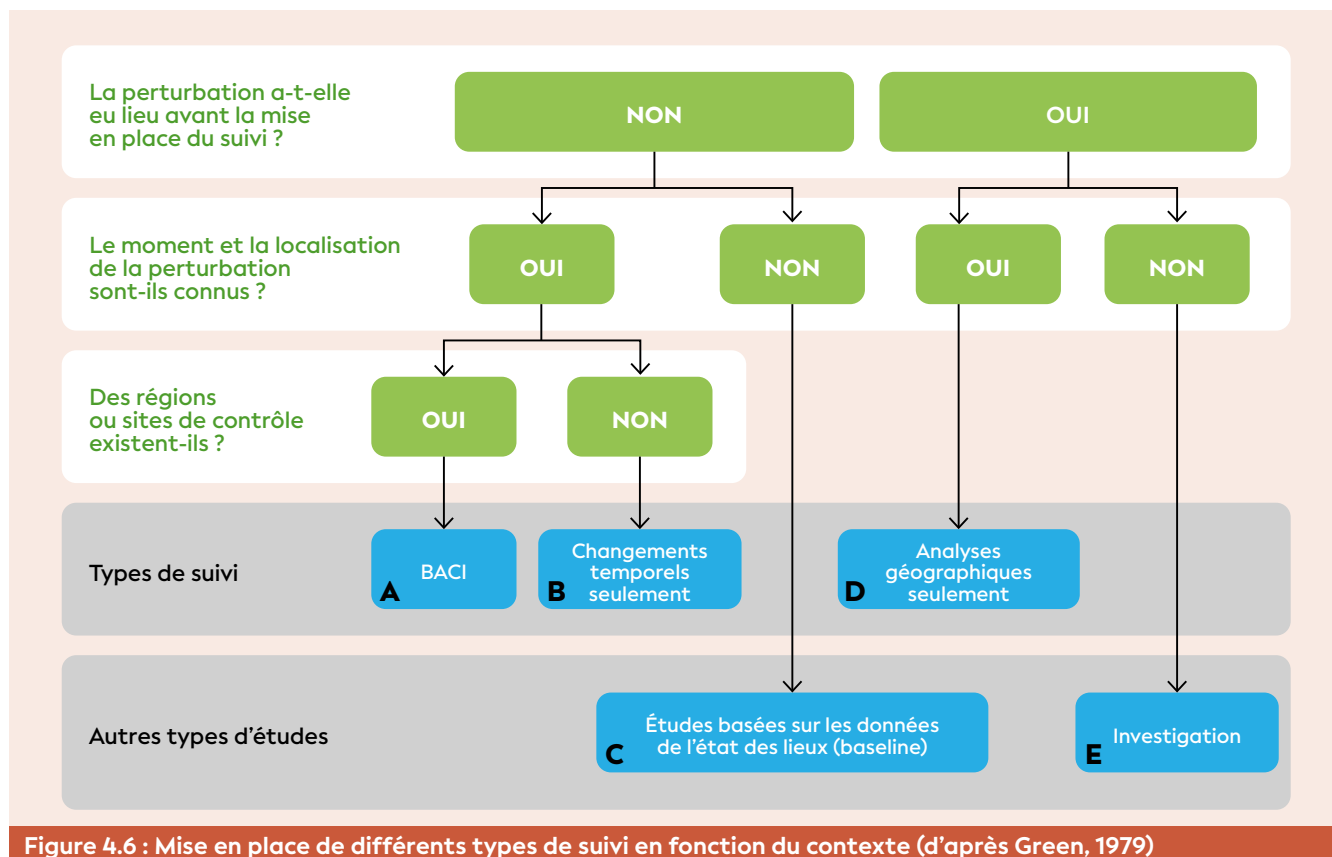 La perturbation a-t-elle
eu lieu avant la mise
en place du suivi ?
NON
OUI
Le moment et la localisation
de la perturbation
sont-ils connus ?
OUI
NON
OUI
NON
Des régions
ou sites de contrôle
existent-ils ?
OUI
NON
Types de suivi
A
BACI
B
Changements
temporels
seulement
D
Analyses
géographiques
seulement
Autres types d'études
C
Études basées sur les données
de l'état des lieux (baseline)
E
Investigation
Figure 4.6 : Mise en place de différents types de suivi en fonction du contexte (d'après Green, 1979)